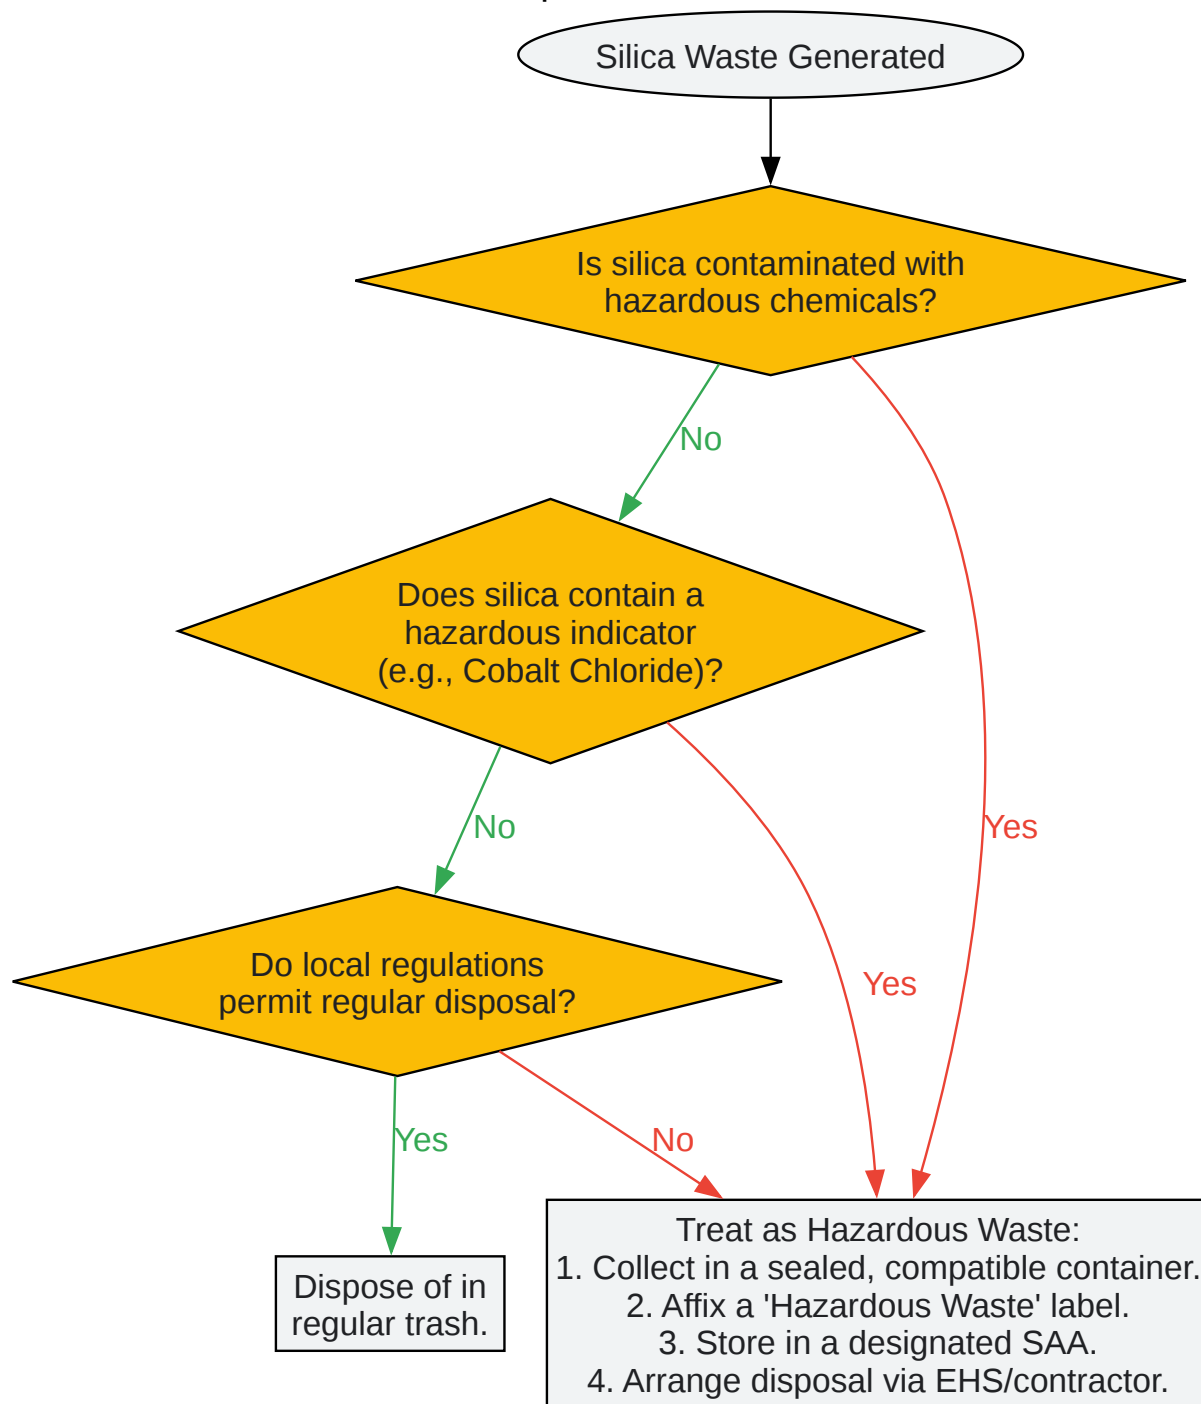 Silica Waste Generated
Is silica contaminated with
hazardous chemicals?
No
Does silica contain a
hazardous indicator
(e.g., Cobalt Chloride)?
No
Yes
Do local regulations
permit regular disposal?
Yes
Yes
No
Dispose of in
regular trash.
Treat as Hazardous Waste:
1. Collect in a sealed, compatible container.
2. Affix a 'Hazardous Waste' label.
3. Store in a designated SAA.
4. Arrange disposal via EHS/contractor.